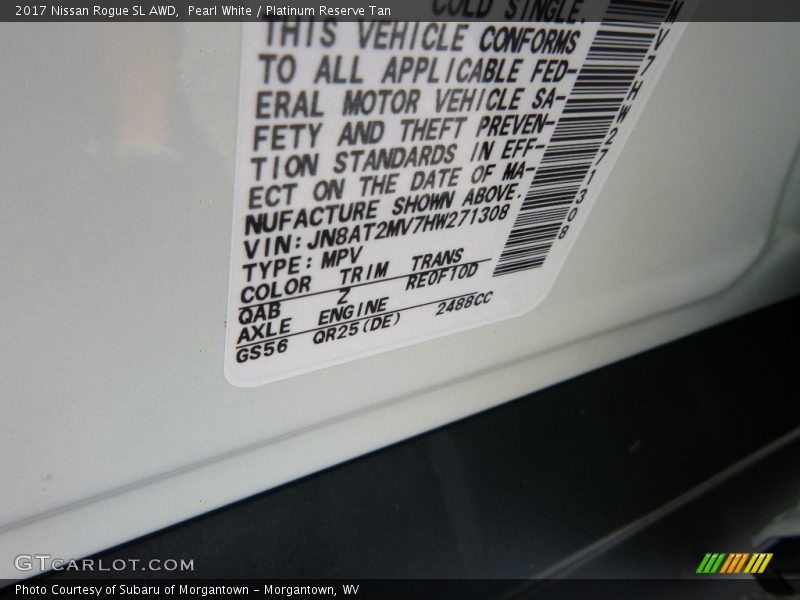 2017 Nissan Rogue SL AWD,  Pearl White / Platinum Reserve Tan
COLD SINGLE.
THIS VEHICLE CONFORMS
TO ALL APPLICABLE FED-
ERAL MOTOR VEHICLE SA-
FETY AND THEFT PREVEN-
TION STANDARDS IN EFF-
ECT ON THE DATE OF MA-
NUFACTURE SHOWN ABOVE.
VIN: JN8AT2MV7HW271308
TYPE: MPV
COLOR TRIM TRANS
QAB Z RE0F10D
AXLE ENGINE
GS56 QR25(DE) 2488CC
MV7HW271308
GTCARLOT.COM
Photo Courtesy of Subaru of Morgantown - Morgantown, WV